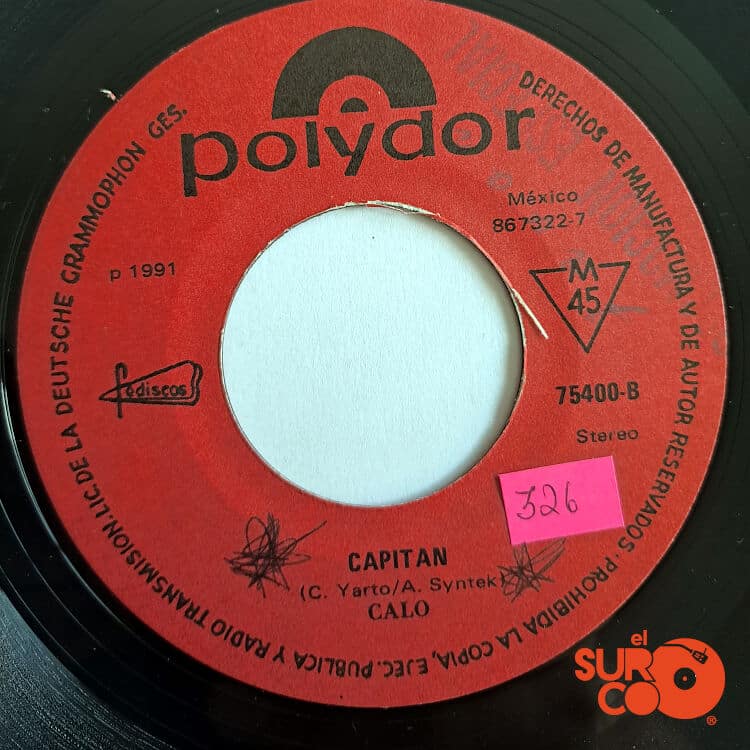 polydor
México
867322-7
p 1991
M
45
fediscos
75400-B
Stereo
326
CAPITAN
(C. Yarto/A. Syntek)
CALO
LIC. DE LA DEUTSCHE GRAMMOPHON GES.
DERECHOS DE MANUFACTURA Y DE AUTOR RESERVADOS · PROHIBIDA LA COPIA, EJEC. PUBLICA Y RADIO TRANSMISION.
el
SURCO
®